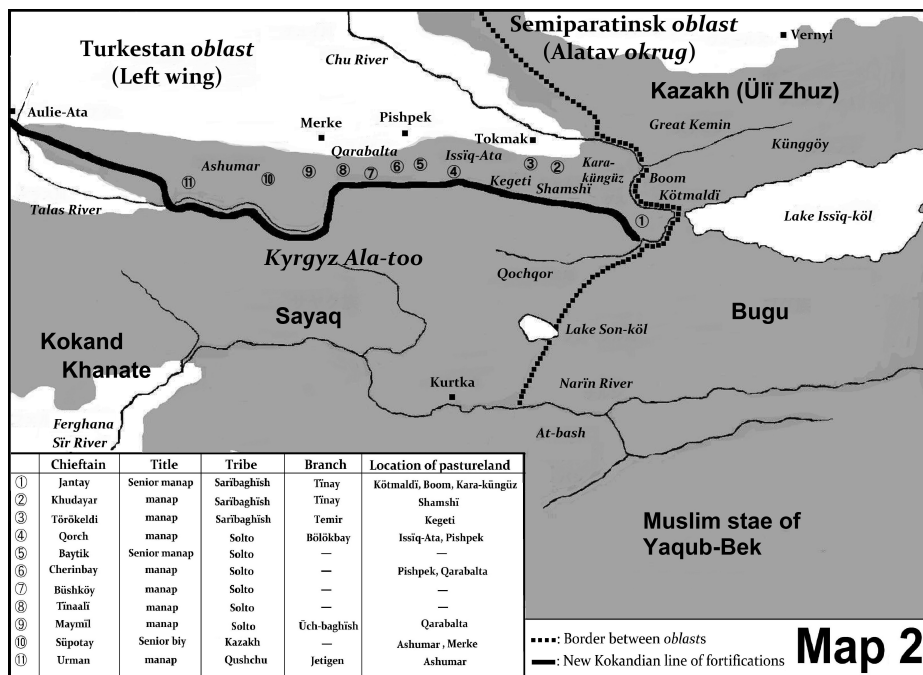 Turkestan oblast
(Left wing)
Semiparatinsk oblast
(Alatav okrug)
Vernyi
Chu River
Kazakh (Ülï Zhuz)
Aulie-Ata
Merke
Pishpek
Great Kemin
Qarabalta
Tokmak
Künggöy
Ashumar
Issïq-Ata
Kara-
küngüz
⑪ ⑩ ⑨ ⑧ ⑦ ⑥ ⑤ ④ ③ ②
Kegeti
Shamshï
Boom
Kötmaldï
Talas River
①
Lake Issïq-köl
Kyrgyz Ala-too
Qochqor
Sayaq
Bugu
Kokand
Khanate
Lake Son-köl
Kurtka
Narïn River
Ferghana
Sïr River
At-bash
Muslim stae of
Yaqub-Bek
Chieftain Title Tribe Branch Location of pastureland
① Jantay Senior manap Sarïbaghïsh Tïnay Kötmaldï, Boom, Kara-küngüz
② Khudayar manap Sarïbaghïsh Tïnay Shamshï
③ Törökeldi manap Sarïbaghïsh Temir Kegeti
④ Qorch manap Solto Bölökbay Issïq-Ata, Pishpek
⑤ Baytik Senior manap Solto — —
⑥ Cherinbay manap Solto — Pishpek, Qarabalta
⑦ Büshköy manap Solto — —
⑧ Tïnaalï manap Solto — —
⑨ Maymïl manap Solto Üch-baghïsh Qarabalta
⑩ Süpotay Senior biy Kazakh — Ashumar , Merke
⑪ Urman manap Qushchu Jetigen Ashumar
: Border between oblasts
: New Kokandian line of fortifications
Map 2